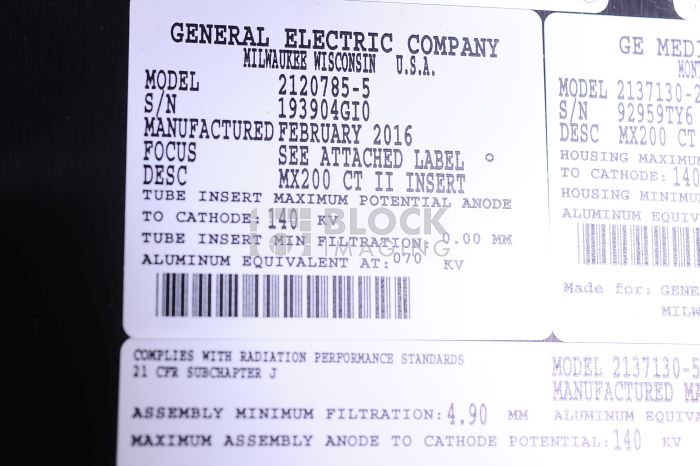 GENERAL ELECTRIC COMPANY
MILWAUKEE WISCONSIN U.S.A.
MODEL 2120785-5
S/N 193904GI0
MANUFACTURED FEBRUARY 2016
FOCUS SEE ATTACHED LABEL
DESC MX200 CT II INSERT
TUBE INSERT MAXIMUM POTENTIAL ANODE
TO CATHODE: 140 KV
TUBE INSERT MIN FILTRATION: 0.00 MM
ALUMINUM EQUIVALENT AT: 070 KV
BLOCK
IMAGING
GE MEDI
MODEL 2137130-2
S/N 92959TY6
DESC MX200 CT
HOUSING MAXIMUM
TO CATHODE: 140
HOUSING MINIMU
ALUMINUM EQUIV
Made for: GENE
MILW
COMPLIES WITH RADIATION PERFORMANCE STANDARDS
21 CFR SUBCHAPTER J
MODEL 2137130-5
MANUFACTURED MA
ASSEMBLY MINIMUM FILTRATION: 4.90 MM ALUMINUM EQUIVA
MAXIMUM ASSEMBLY ANODE TO CATHODE POTENTIAL: 140 KV